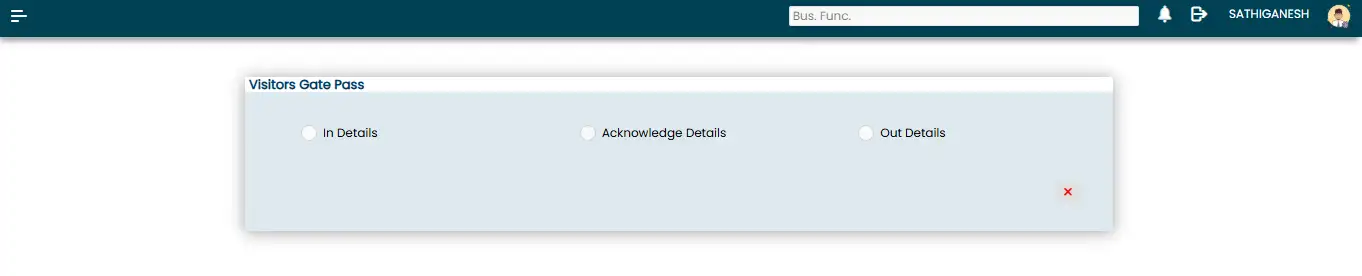 Bus. Func.
SATHIGANESH
Visitors Gate Pass
In Details
Acknowledge Details
Out Details